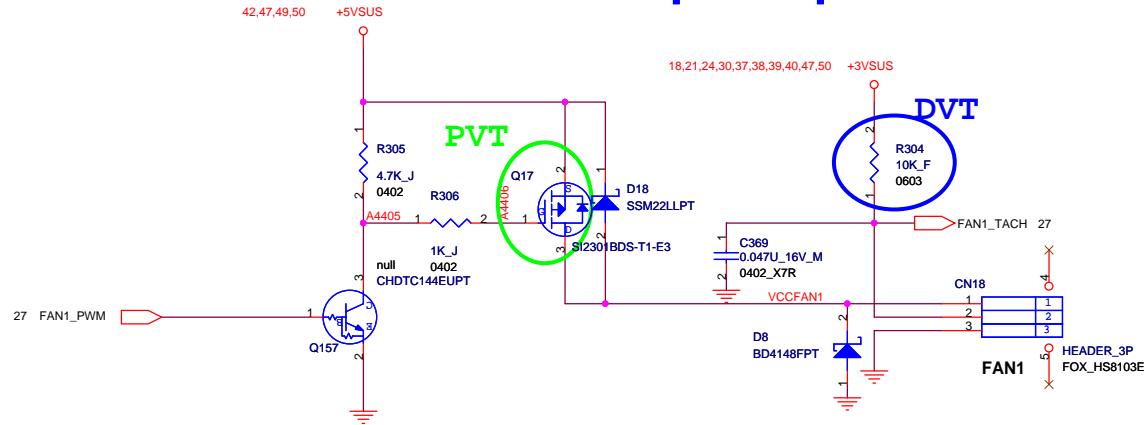 42,47,49,50 +5VSUS
18,21,24,30,37,38,39,40,47,50 +3VSUS
DVT
PVT
1
R305
4.7K_J
0402
2
R306
1K_J
0402
1
2
A4405
A4406
Q17
1
2
S
G
D
3
SI2301BDS-T1-E3
1
D18
SSM22LLPT
2
2
R304
10K_F
0603
1
FAN1_TACH 27
1
C369
0.047U_16V_M
0402_X7R
2
null
CHDTC144EUPT
3
C
B
E
1
2
Q157
27 FAN1_PWM
VCCFAN1
2
D8
BD4148FPT
1
CN18
1
2
3
1
2
3
4
5
HEADER_3P
FOX_HS8103E
FAN1